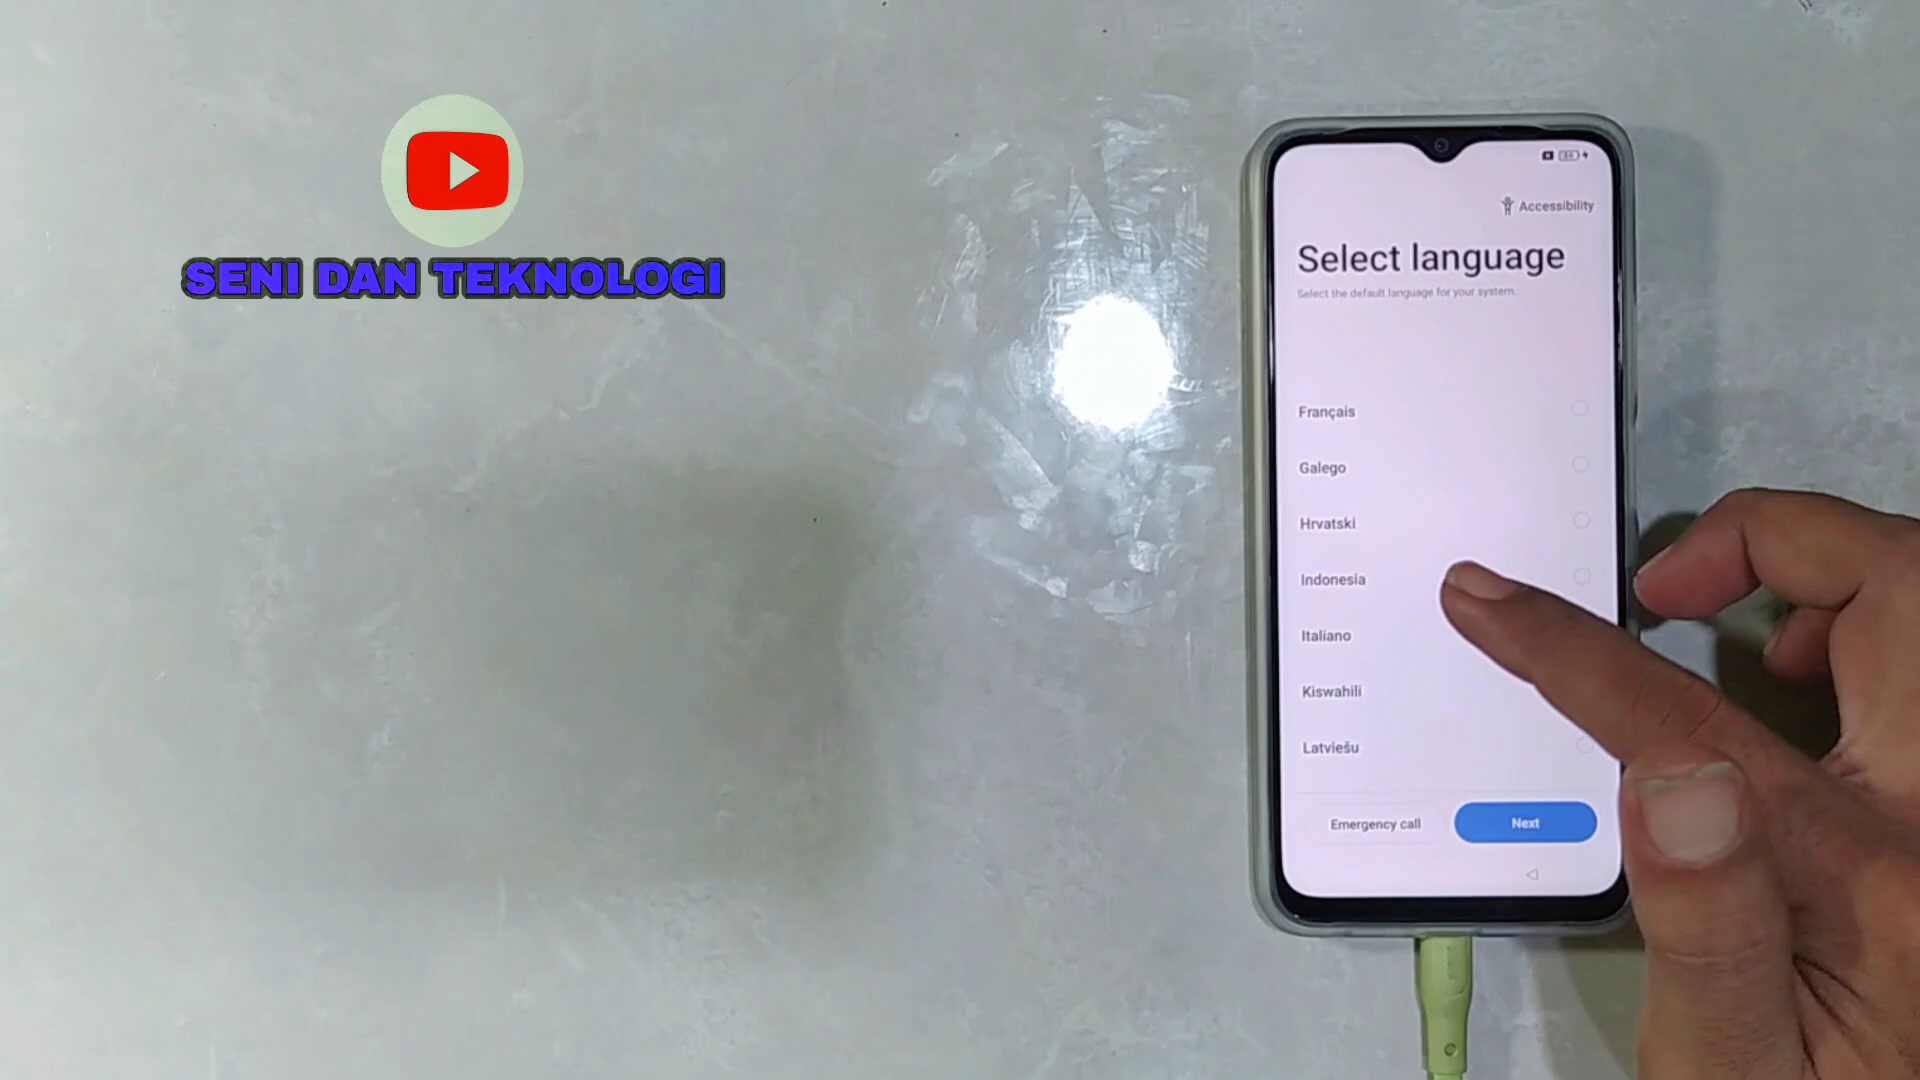 SENI DAN TEKNOLOGI
Accessibility
Select language
Select the default language for your system.
Français
Galego
Hrvatski
Indonesia
Italiano
Kiswahili
Latviešu
Emergency call
Next